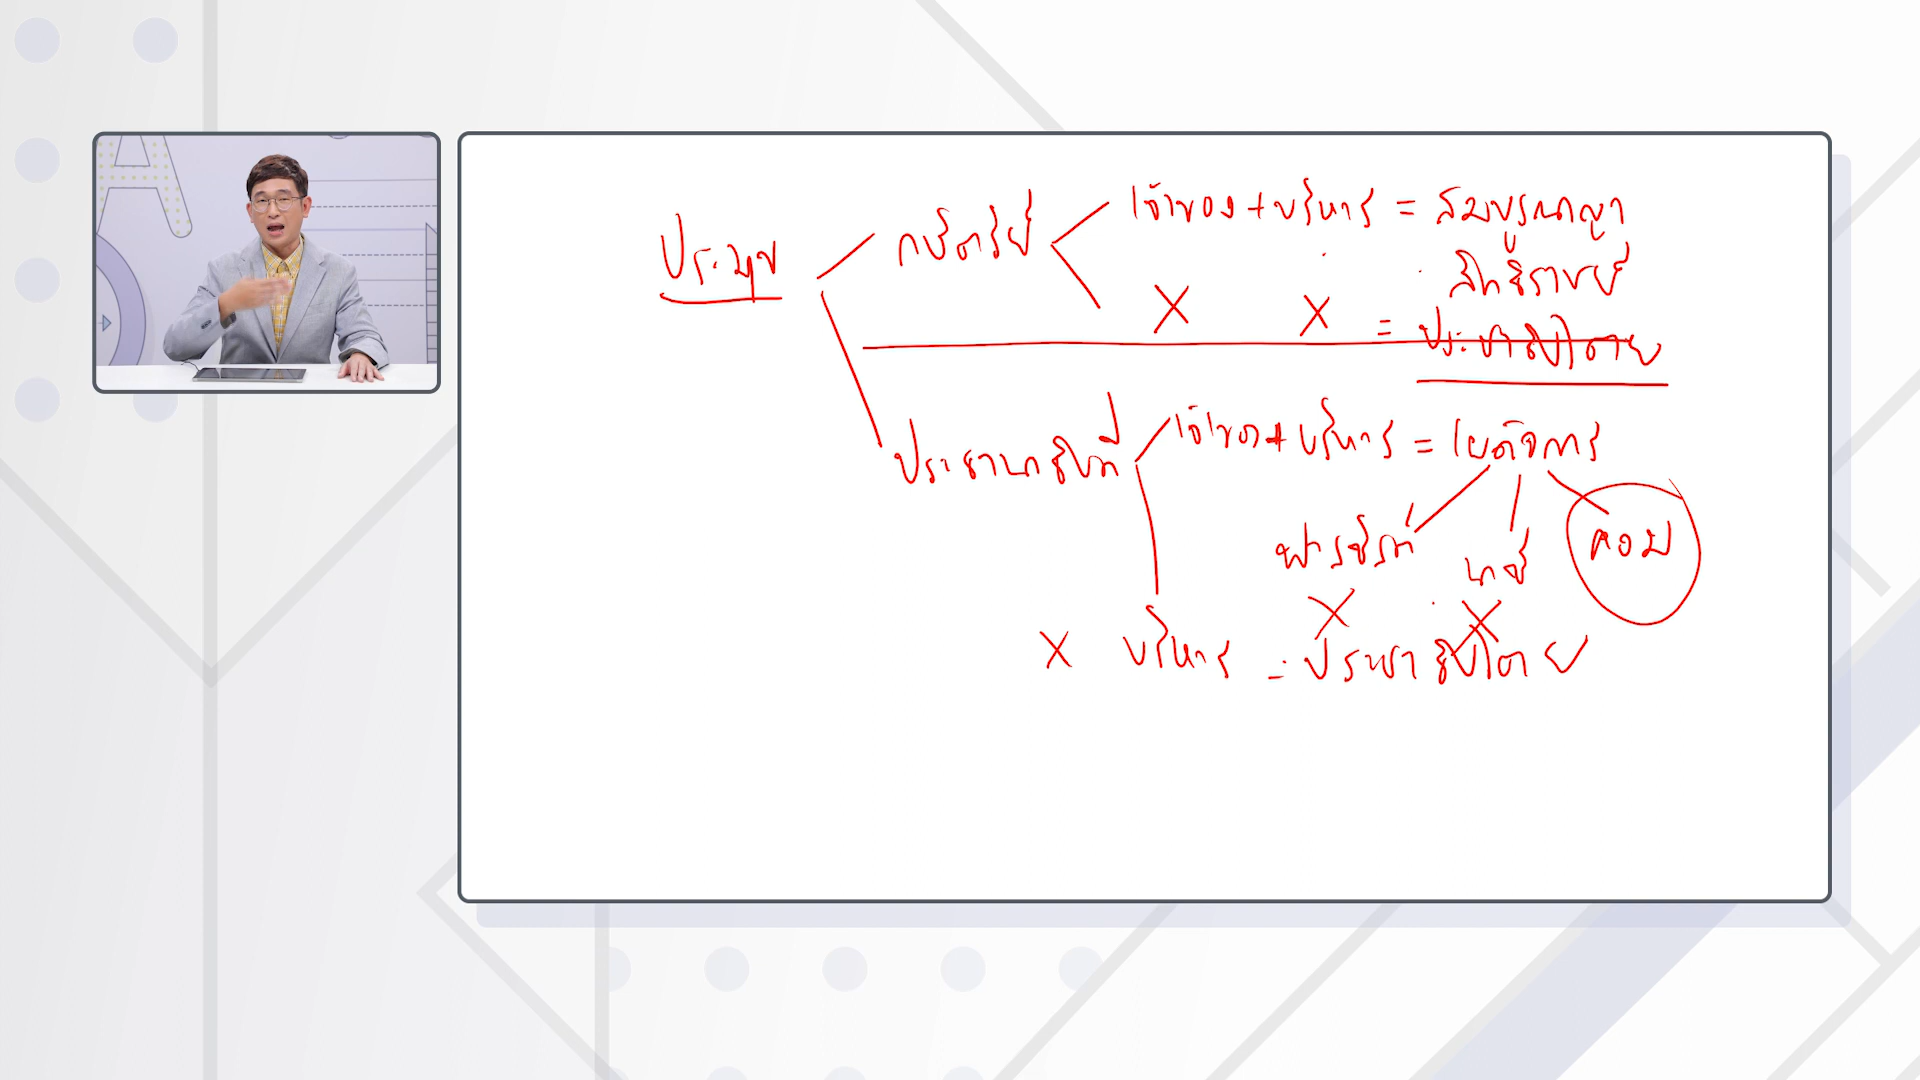 ประมุข
กษัตริย์
เจ้าของ + บริหาร = สมบูรณาญา
สิทธิราชย์
X X = ประชาธิปไตย
ประธานาธิบดี
เจ้าของ + บริหาร = เผด็จการ
ฟาสซิสต์ นาซี คอม
X X
X บริหาร = ประชาธิปไตย
A